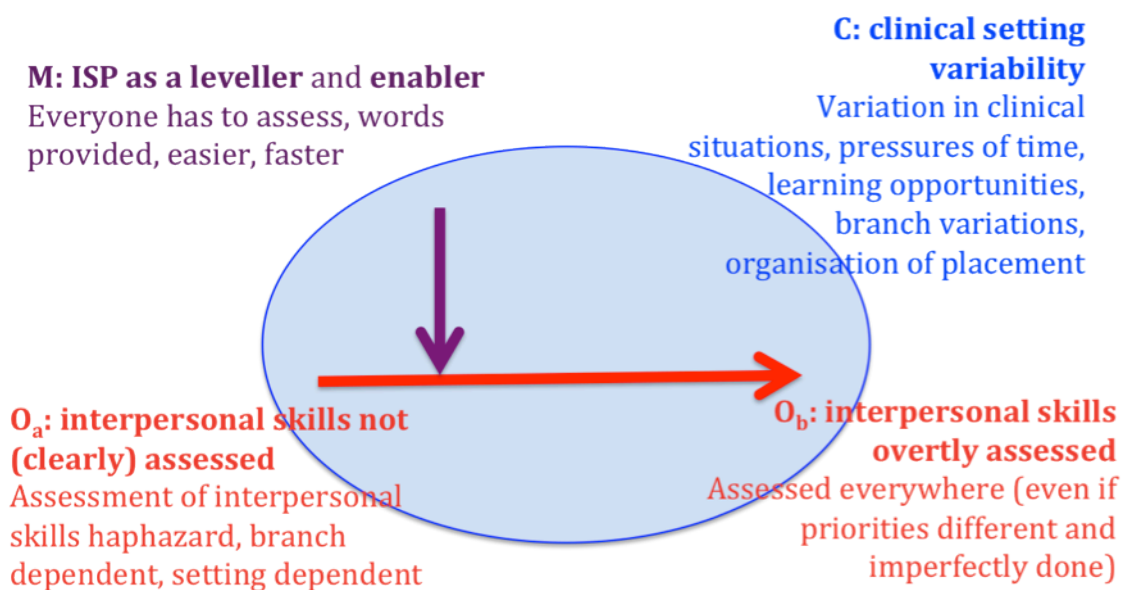 M: ISP as a leveller and enabler
Everyone has to assess, words
provided, easier, faster
C: clinical setting
variability
Variation in clinical
situations, pressures of time,
learning opportunities,
branch variations,
organisation of placement
Oa: interpersonal skills not
(clearly) assessed
Assessment of interpersonal
skills haphazard, branch
dependent, setting dependent
Ob: interpersonal skills
overtly assessed
Assessed everywhere (even if
priorities different and
imperfectly done)